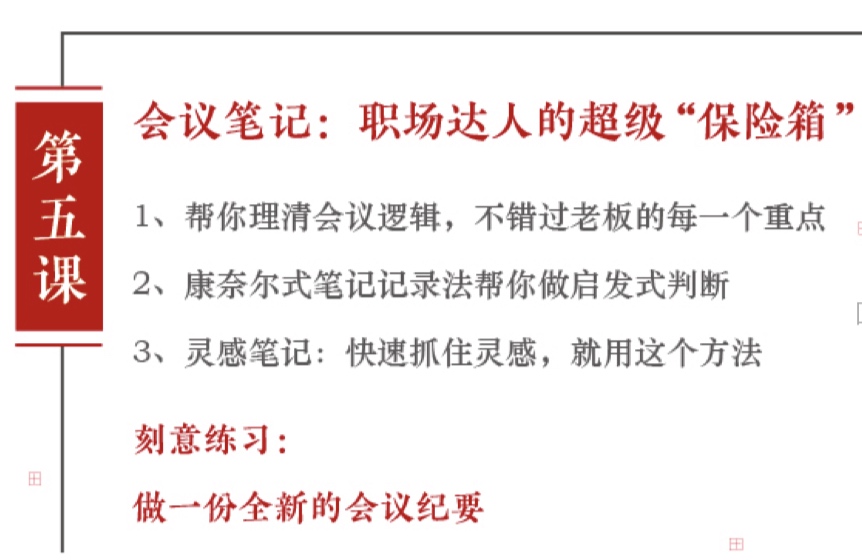 第五课
会议笔记：职场达人的超级“保险箱”
1、帮你理清会议逻辑，不错过老板的每一个重点
2、康奈尔式笔记记录法帮你做启发式判断
3、灵感笔记：快速抓住灵感，就用这个方法
刻意练习：
做一份全新的会议纪要